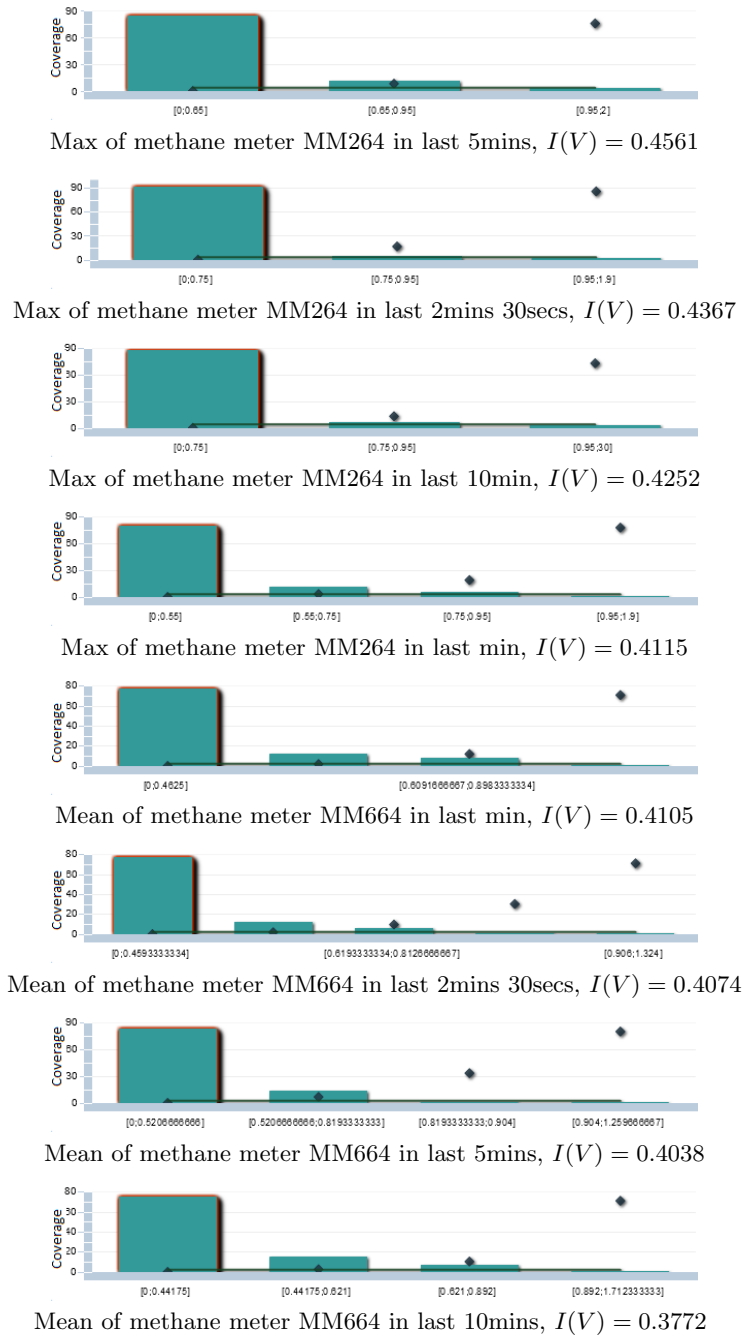 90
60
30
0
Coverage
[0;0.65] [0.65;0.95] [0.95;2]
Max of methane meter MM264 in last 5mins, I(V) = 0.4561
90
60
30
0
Coverage
[0;0.75] [0.75;0.95] [0.95;1.9]
Max of methane meter MM264 in last 2mins 30secs, I(V) = 0.4367
90
30
0
Coverage
[0;0.75] [0.75;0.95] [0.95;30]
Max of methane meter MM264 in last 10min, I(V) = 0.4252
90
60
30
0
Coverage
[0;0.55] [0.55;0.75] [0.75;0.95] [0.95;1.9]
Max of methane meter MM264 in last min, I(V) = 0.4115
80
60
40
20
0
Coverage
[0;0.4625] [0.6091666667;0.8983333334]
Mean of methane meter MM664 in last min, I(V) = 0.4105
80
60
40
20
0
Coverage
[0;0.4593333334] [0.6193333334;0.8126666667] [0.906;1.324]
Mean of methane meter MM664 in last 2mins 30secs, I(V) = 0.4074
90
60
30
0
Coverage
[0;0.5206666666] [0.5206666666;0.8193333333] [0.8193333333;0.904] [0.904;1.259666667]
Mean of methane meter MM664 in last 5mins, I(V) = 0.4038
80
40
20
0
Coverage
[0;0.44175] [0.44175;0.621] [0.621;0.892] [0.892;1.712333333]
Mean of methane meter MM664 in last 10mins, I(V) = 0.3772